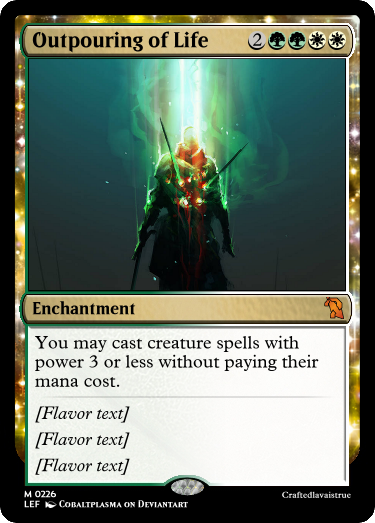 Outpouring of Life 2
Enchantment
You may cast creature spells with
power 3 or less without paying their
mana cost.
[Flavor text]
[Flavor text]
[Flavor text]
M 0226
LEF Cobaltplasma on Deviantart
Craftedlavaistrue